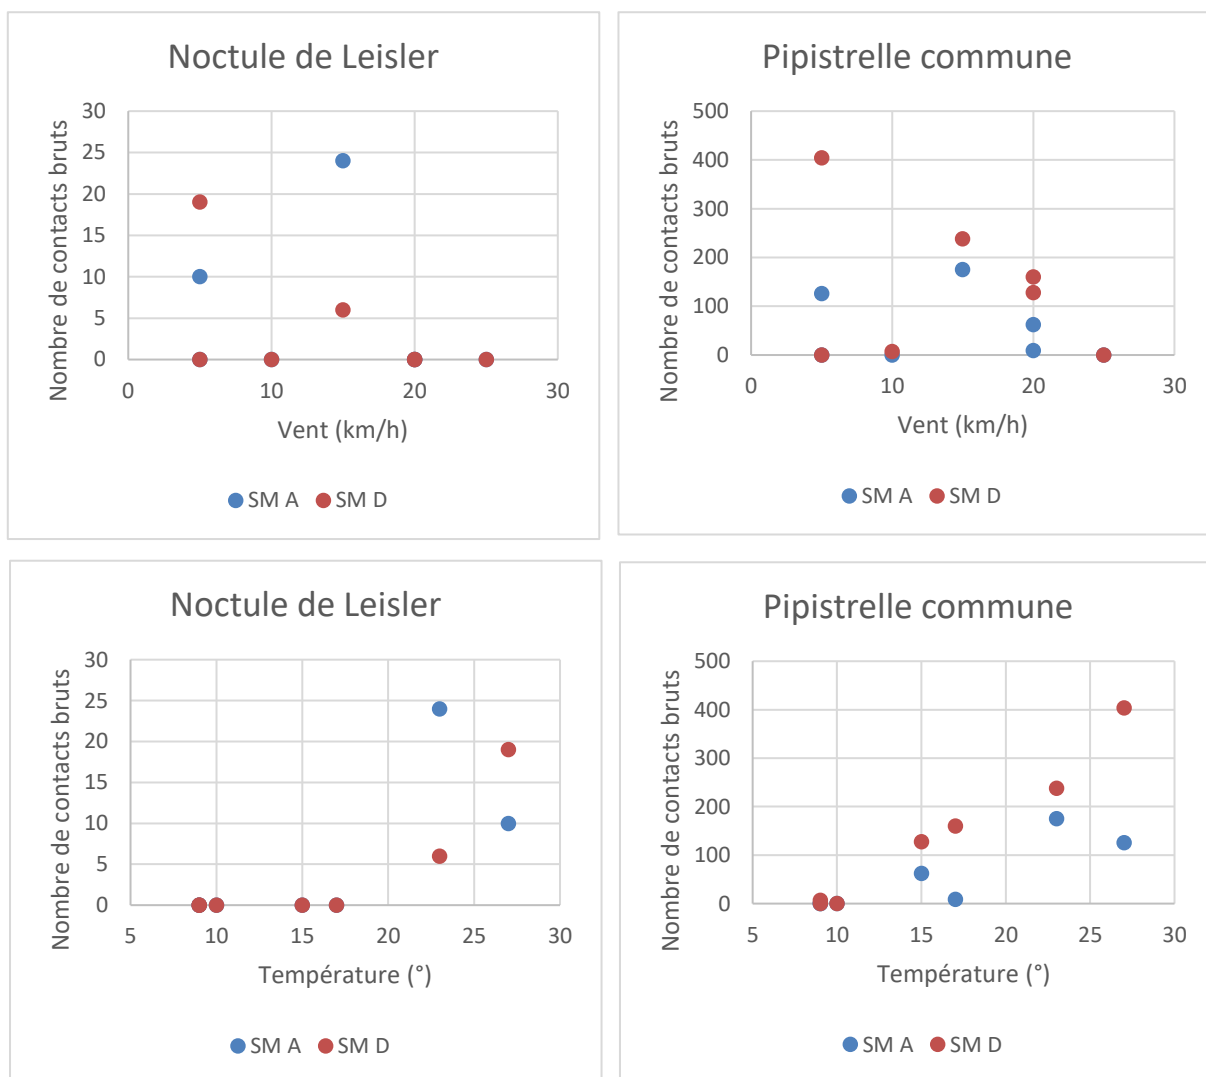 Noctule de Leisler
Nombre de contacts bruts
30
25
20
15
10
5
0
0 10 20 30
Vent (km/h)
SM A SM D
Pipistrelle commune
Nombre de contacts bruts
500
400
300
200
100
0
0 10 20 30
Vent (km/h)
SM A SM D
Noctule de Leisler
Nombre de contacts bruts
30
25
20
15
10
5
0
5 10 15 20 25 30
Température (°)
SM A SM D
Pipistrelle commune
Nombre de contacts bruts
500
400
300
200
100
0
5 10 15 20 25 30
Température (°)
SM A SM D